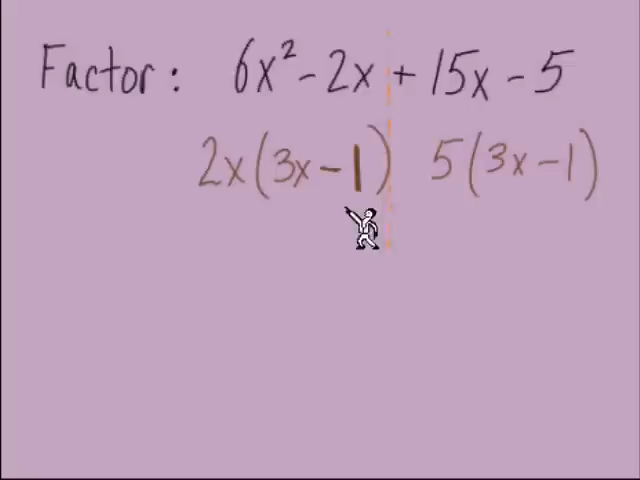 Factor: 6x² - 2x + 15x - 5
2x(3x - 1) 5(3x - 1)